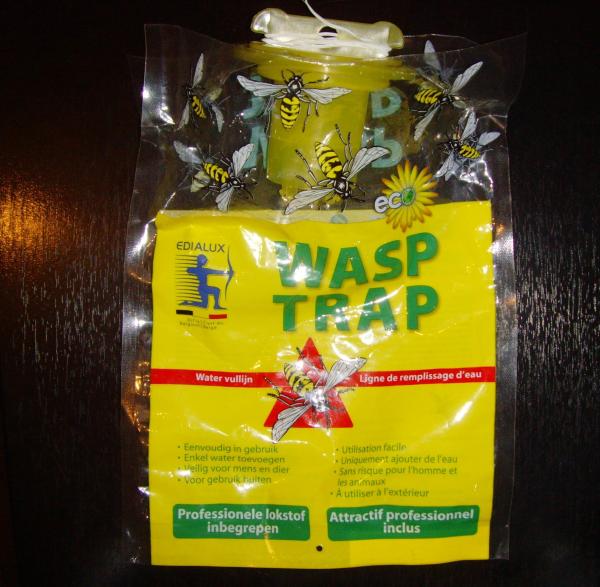 eco
EDIALUX
WASP
TRAP
Water vullijn
Ligne de remplissage d'eau
• Eenvoudig in gebruik
• Enkel water toevoegen
• Veilig voor mens en dier
• Voor gebruik buiten
• Utilisation facile
• Uniquement ajouter de l'eau
• Sans risque pour l'homme et
les animaux
• À utiliser à l'extérieur
Professionele lokstof
inbegrepen
Attractif professionnel
inclus